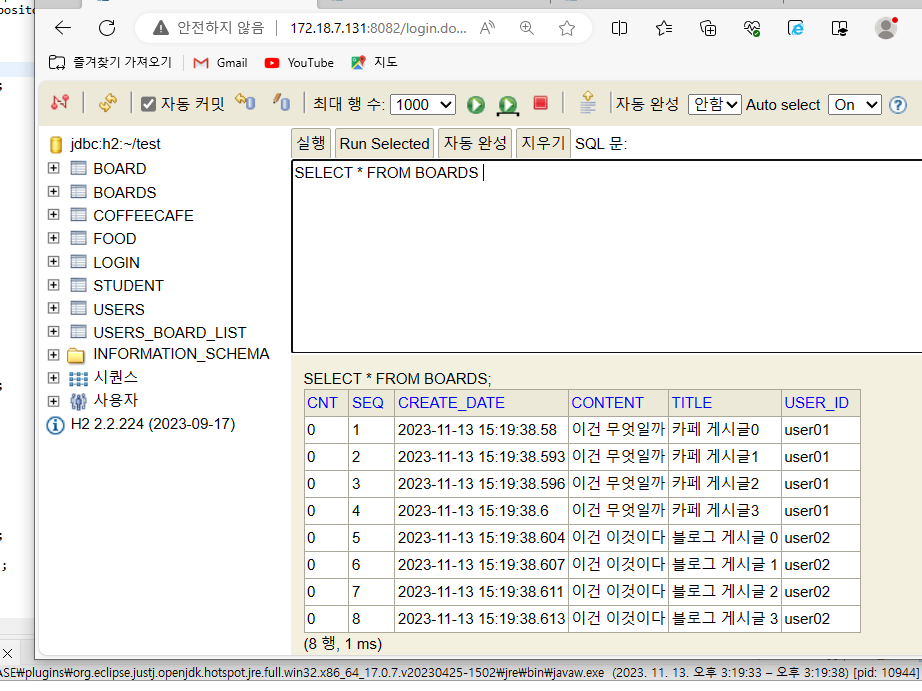 posite
안전하지 않음 172.18.7.131:8082/login.do...
즐겨찾기 가져오기 Gmail YouTube 지도
자동 커밋 최대 행 수: 1000 자동 완성 안함 Auto select On
실행 Run Selected 자동 완성 지우기 SQL 문:
SELECT * FROM BOARDS
jdbc:h2:~/test
BOARD
BOARDS
COFFEECAFE
FOOD
LOGIN
STUDENT
USERS
USERS_BOARD_LIST
INFORMATION_SCHEMA
시퀀스
사용자
H2 2.2.224 (2023-09-17)
SELECT * FROM BOARDS;
CNT SEQ CREATE_DATE CONTENT TITLE USER_ID
0 1 2023-11-13 15:19:38.58 이건 무엇일까 카페 게시글0 user01
0 2 2023-11-13 15:19:38.593 이건 무엇일까 카페 게시글1 user01
0 3 2023-11-13 15:19:38.596 이건 무엇일까 카페 게시글2 user01
0 4 2023-11-13 15:19:38.6 이건 무엇일까 카페 게시글3 user01
0 5 2023-11-13 15:19:38.604 이건 이것이다 블로그 게시글 0 user02
0 6 2023-11-13 15:19:38.607 이건 이것이다 블로그 게시글 1 user02
0 7 2023-11-13 15:19:38.611 이건 이것이다 블로그 게시글 2 user02
0 8 2023-11-13 15:19:38.613 이건 이것이다 블로그 게시글 3 user02
(8 행, 1 ms)
ASE₩plugins₩org.eclipse.justj.openjdk.hotspot.jre.full.win32.x86_64_17.0.7.v20230425-1502₩jre₩bin₩javaw.exe (2023. 11. 13. 오후 3:19:33 – 오후 3:19:38) [pid: 10944]